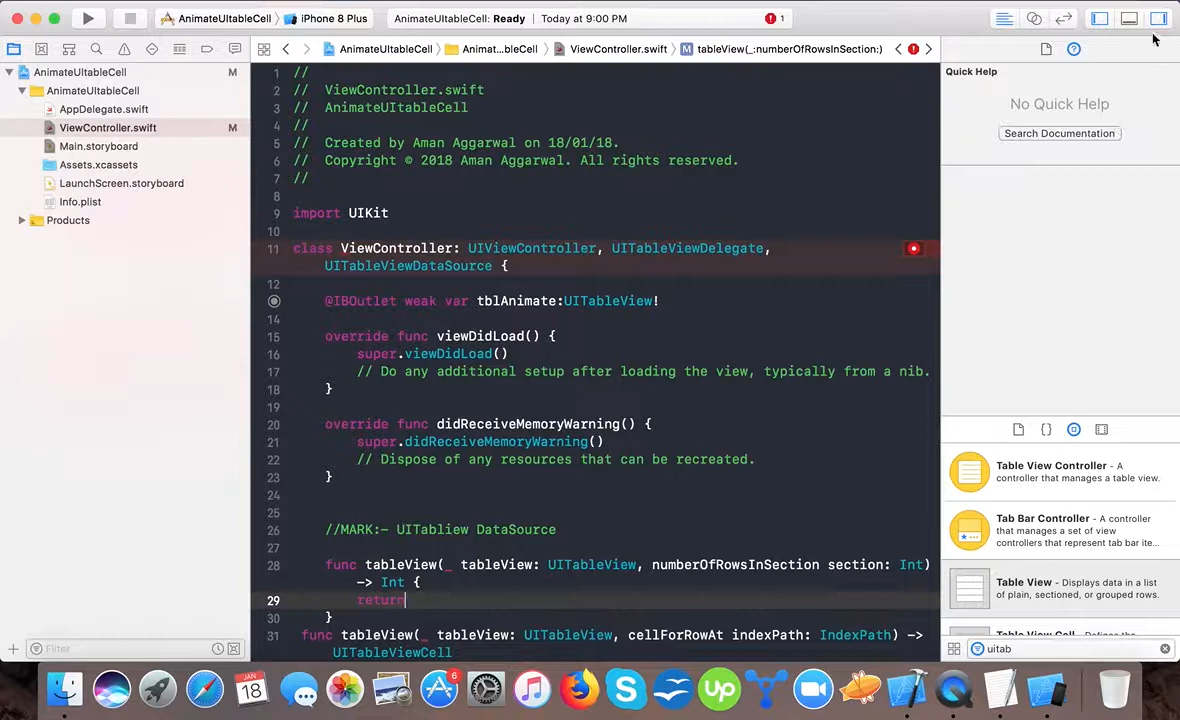 AnimateUItableCell
iPhone 8 Plus
AnimateUItableCell: Ready
Today at 9:00 PM
1
AnimateUItableCell
Animat...bleCell
ViewController.swift
M
tableView(_:numberOfRowsInSection:)
AnimateUItableCell M
AnimateUItableCell
AppDelegate.swift
ViewController.swift M
Main.storyboard
Assets.xcassets
LaunchScreen.storyboard
Info.plist
Products
Filter
1 //
2 // ViewController.swift
3 // AnimateUItableCell
4 //
5 // Created by Aman Aggarwal on 18/01/18.
6 // Copyright © 2018 Aman Aggarwal. All rights reserved.
7 //
8
9 import UIKit
10
11 class ViewController: UIViewController, UITableViewDelegate,
UITableViewDataSource {
12
@IBOutlet weak var tblAnimate:UITableView!
14
15 override func viewDidLoad() {
16 super.viewDidLoad()
17 // Do any additional setup after loading the view, typically from a nib.
18 }
19
20 override func didReceiveMemoryWarning() {
21 super.didReceiveMemoryWarning()
22 // Dispose of any resources that can be recreated.
23 }
24
25
26 //MARK:- UITabliew DataSource
27
28 func tableView(_ tableView: UITableView, numberOfRowsInSection section: Int)
-> Int {
29 return
30 }
31 func tableView(_ tableView: UITableView, cellForRowAt indexPath: IndexPath) ->
UITableViewCell
Quick Help
No Quick Help
Search Documentation
Table View Controller - A
controller that manages a table view.
Tab Bar Controller - A controller
that manages a set of view
controllers that represent tab bar ite...
Table View - Displays data in a list
of plain, sectioned, or grouped rows.
uitab
JAN
18
6
Up